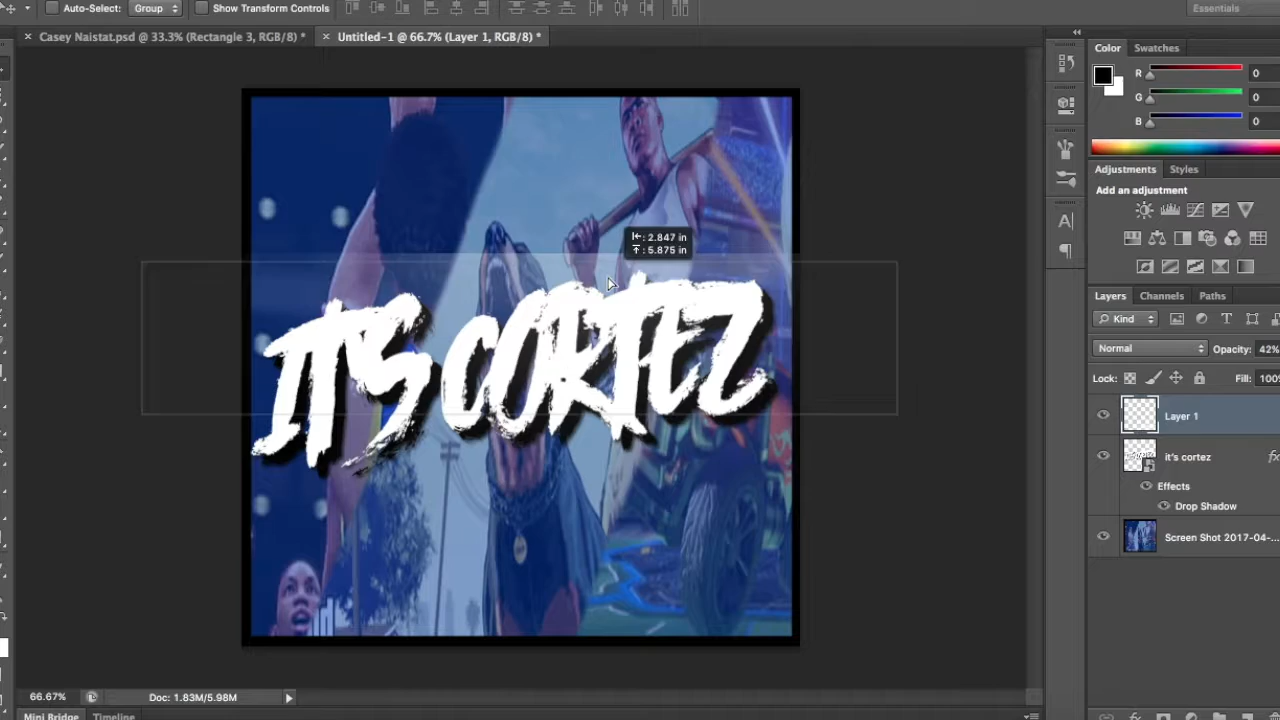 Auto-Select: Group Show Transform Controls Essentials
× Casey Naistat.psd @ 33.3% (Rectangle 3, RGB/8) * × Untitled-1 @ 66.7% (Layer 1, RGB/8) *
Color Swatches
R 0
G 0
B 0
Adjustments Styles
Add an adjustment
: 2.847 in
: 5.875 in
IT'S CORTEZ
Layers Channels Paths
Kind
Normal Opacity: 42%
Lock: Fill: 100
Layer 1
it's cortez fx
Effects
Drop Shadow
Screen Shot 2017-04-...
66.67% Doc: 1.83M/5.98M
Mini Bridge Timeline